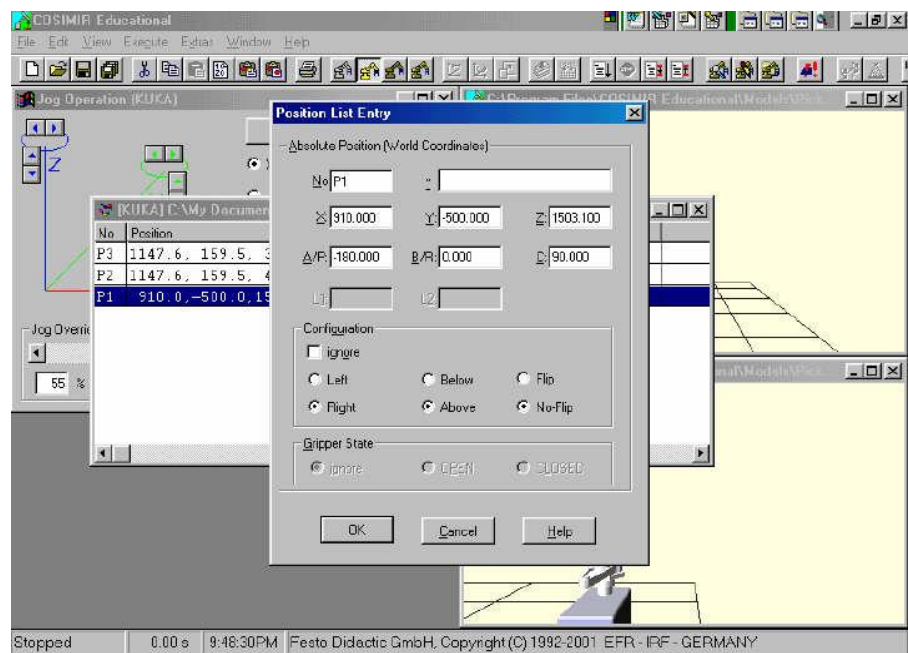 COSIMIR Educational
File Edit View Execute Extras Window Help
Jog Operation (KUKA)
Z
Jog Overri
55 %
[KUKA] C:\My Documen
No Position
P3 1147.6, 159.5,
P2 1147.6, 159.5,
P1 910.0,-500.0,15
Position List Entry
Absolute Position (World Coordinates)
No: P1
X: 910.000 Y: -500.000 Z: 1503.100
A/P: -180.000 B/R: 0.000 C: 90.000
L1: L2:
Configuration
ignore
Left Below Flip
Right Above No-Flip
Gripper State
ignore OPEN CLOSED
OK Cancel Help
Stopped 0.00 s 9:48:30PM Festo Didactic GmbH, Copyright (C) 1992-2001 EFR - IRF - GERMANY